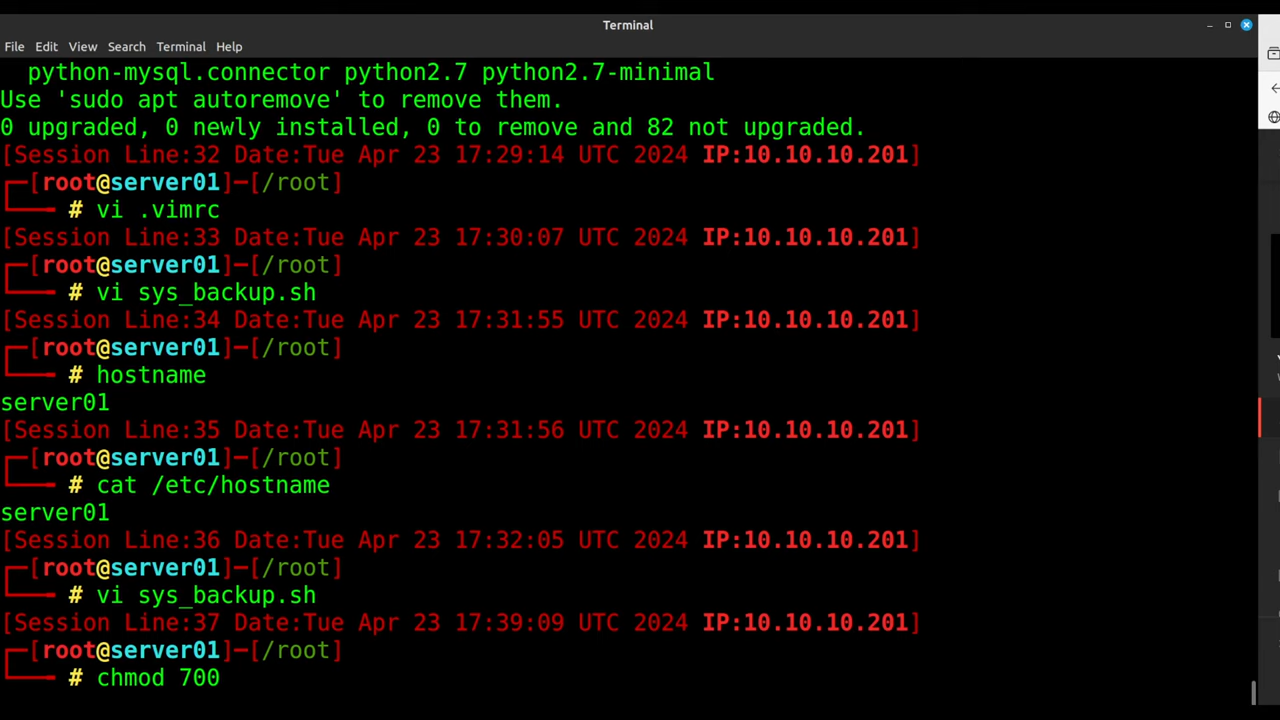 Terminal
File Edit View Search Terminal Help
python-mysql.connector python2.7 python2.7-minimal
Use 'sudo apt autoremove' to remove them.
0 upgraded, 0 newly installed, 0 to remove and 82 not upgraded.
[Session Line:32 Date:Tue Apr 23 17:29:14 UTC 2024 IP:10.10.10.201]
┌─[root@server01]─[/root]
└──╼ # vi .vimrc
[Session Line:33 Date:Tue Apr 23 17:30:07 UTC 2024 IP:10.10.10.201]
┌─[root@server01]─[/root]
└──╼ # vi sys_backup.sh
[Session Line:34 Date:Tue Apr 23 17:31:55 UTC 2024 IP:10.10.10.201]
┌─[root@server01]─[/root]
└──╼ # hostname
server01
[Session Line:35 Date:Tue Apr 23 17:31:56 UTC 2024 IP:10.10.10.201]
┌─[root@server01]─[/root]
└──╼ # cat /etc/hostname
server01
[Session Line:36 Date:Tue Apr 23 17:32:05 UTC 2024 IP:10.10.10.201]
┌─[root@server01]─[/root]
└──╼ # vi sys_backup.sh
[Session Line:37 Date:Tue Apr 23 17:39:09 UTC 2024 IP:10.10.10.201]
┌─[root@server01]─[/root]
└──╼ # chmod 700